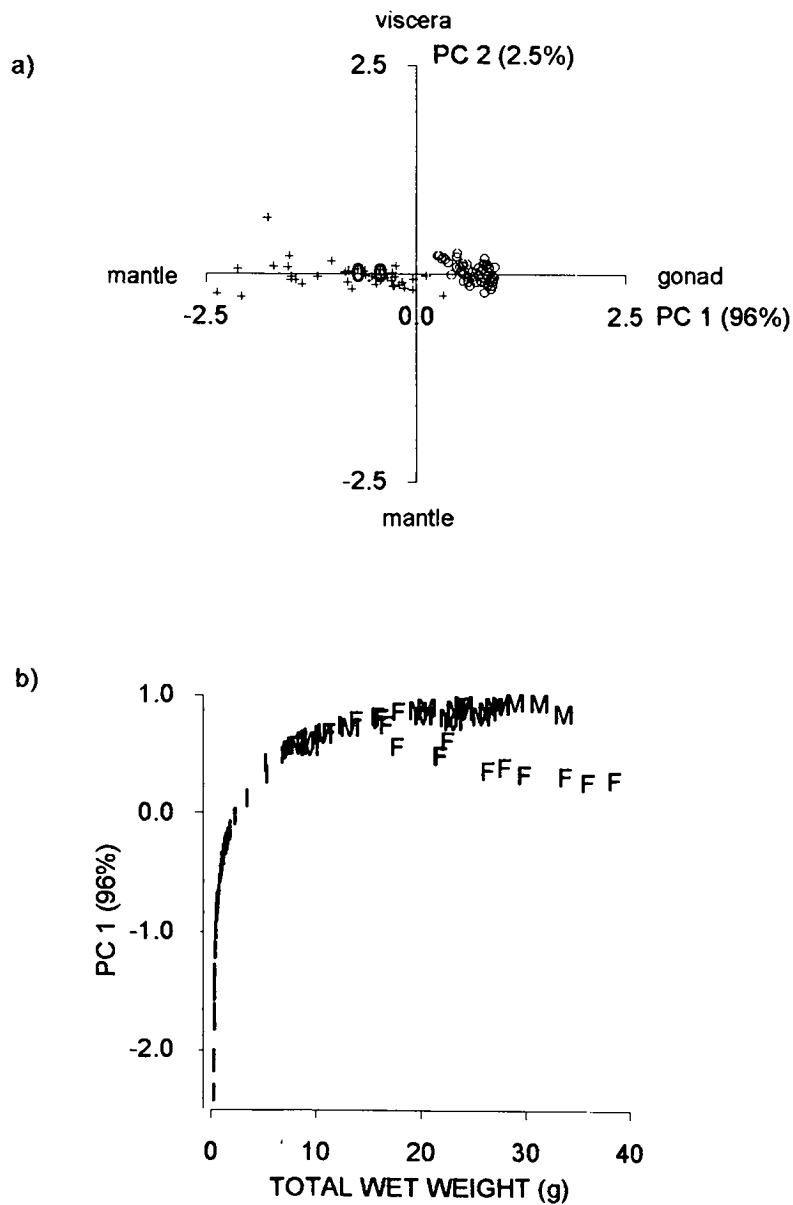 viscera
a)
2.5 PC 2 (2.5%)
mantle gonad
-2.5 0.0 2.5 PC 1 (96%)
-2.5
mantle
b)
1.0
0.0
-1.0
-2.0
PC 1 (96%)
0 10 20 30 40
TOTAL WET WEIGHT (g)